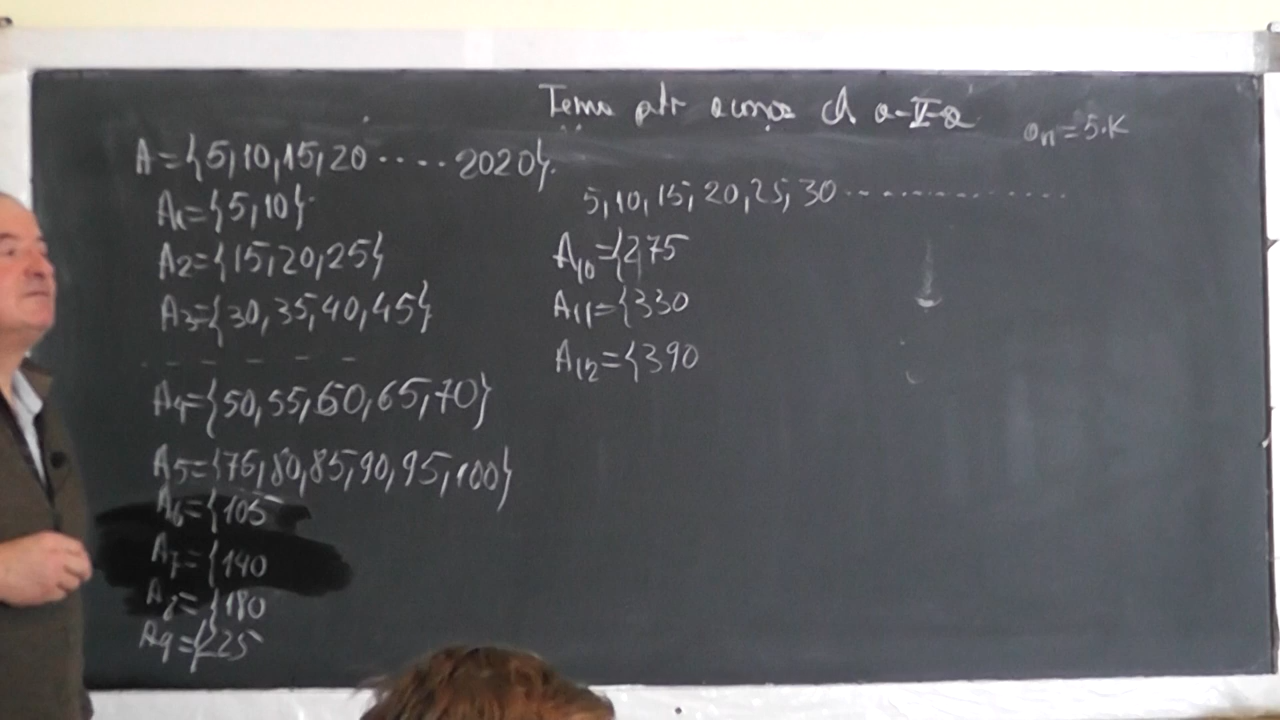 Tema ptr acasa cl a-V-a
an=5.K
A={5,10,15,20.....2020}.
A1={5,10}
A2={15,20,25}
A3={30,35,40,45}
- - - - -
A4={50,55,60,65,70}
A5={75,80,85,90,95,100}
A6={105
A7={140
A8={180
A9={225
5,10,15,20,25,30..............
A10={275
A11={330
A12={390